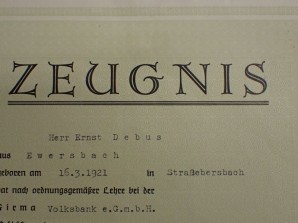 ZEUGNIS
Herr Ernst Debus
aus Ewersbach
geboren am 16.3.1921 in Straßebersbach
hat nach ordnungsgemäßer Lehre bei der
Firma Volksbank e.G.m.b.H.